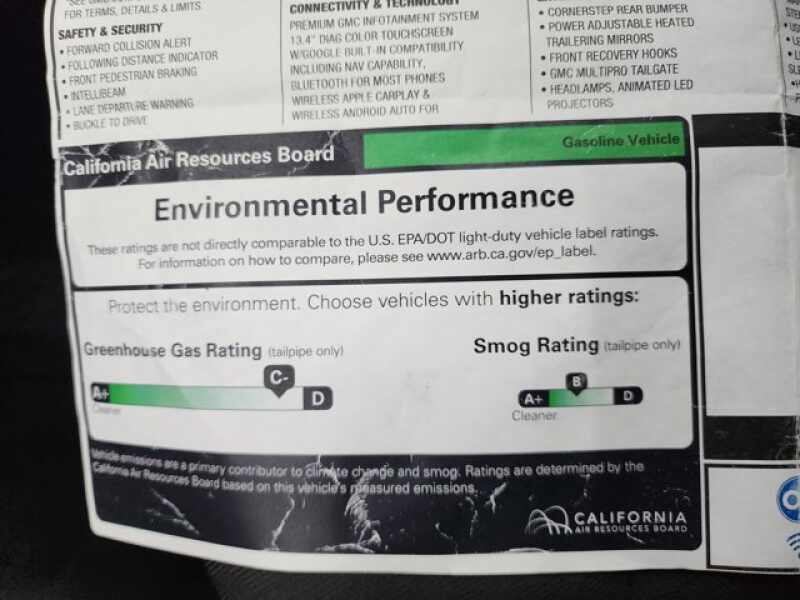 FOR TERMS, DETAILS & LIMITS
SAFETY & SECURITY
• FORWARD COLLISION ALERT
• FOLLOWING DISTANCE INDICATOR
• FRONT PEDESTRIAN BRAKING
• INTELLIBEAM
• LANE DEPARTURE WARNING
• BUCKLE TO DRIVE
CONNECTIVITY & TECHNOLOGY
PREMIUM GMC INFOTAINMENT SYSTEM
13.4" DIAG COLOR TOUCHSCREEN
W/GOOGLE BUILT-IN COMPATIBILITY
INCLUDING NAV CAPABILITY,
BLUETOOTH FOR MOST PHONES
WIRELESS APPLE CARPLAY &
WIRELESS ANDROID AUTO FOR
• CORNERSTEP REAR BUMPER
• POWER ADJUSTABLE HEATED
TRAILERING MIRRORS
• FRONT RECOVERY HOOKS
• GMC MULTIPRO TAILGATE
• HEADLAMPS, ANIMATED LED
PROJECTORS
California Air Resources Board
Gasoline Vehicle
Environmental Performance
These ratings are not directly comparable to the U.S. EPA/DOT light-duty vehicle label ratings.
For information on how to compare, please see www.arb.ca.gov/ep_label.
Protect the environment. Choose vehicles with higher ratings:
Greenhouse Gas Rating (tailpipe only)
C-
A+
D
Cleaner
Smog Rating (tailpipe only)
B
A+
D
Cleaner
Vehicle emissions are a primary contributor to climate change and smog. Ratings are determined by the
California Air Resources Board based on this vehicle's measured emissions.
CALIFORNIA
AIR RESOURCES BOARD